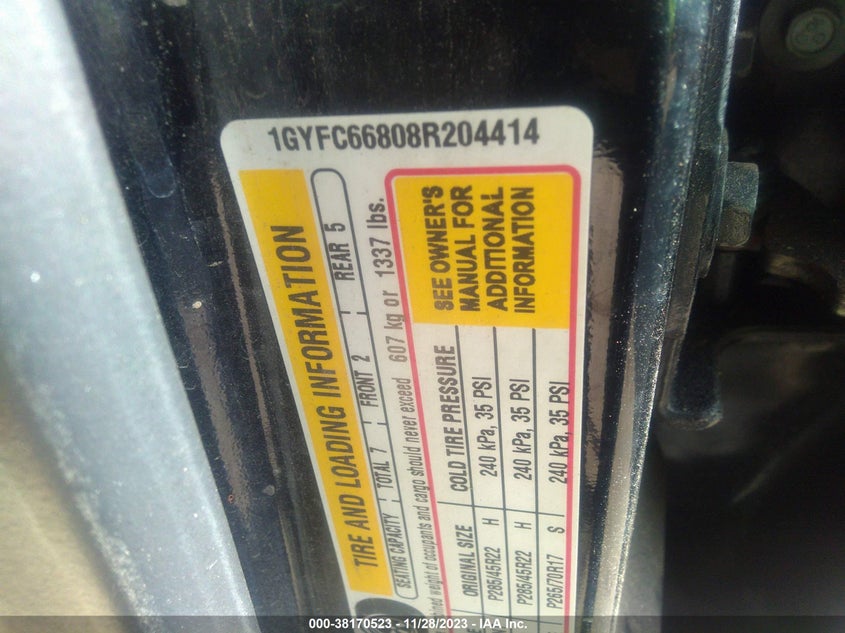 1GYFC66808R204414
TIRE AND LOADING INFORMATION
SEATING CAPACITY TOTAL 7 FRONT 2 REAR 5
weight of occupants and cargo should never exceed 607 kg or 1337 lbs.
ORIGINAL SIZE COLD TIRE PRESSURE
P285/45R22 H 240 kPa, 35 PSI
P285/45R22 H 240 kPa, 35 PSI
P265/70R17 S 240 kPa, 35 PSI
SEE OWNER'S
MANUAL FOR
ADDITIONAL
INFORMATION
000-38170523 - 11/28/2023 - IAA Inc.